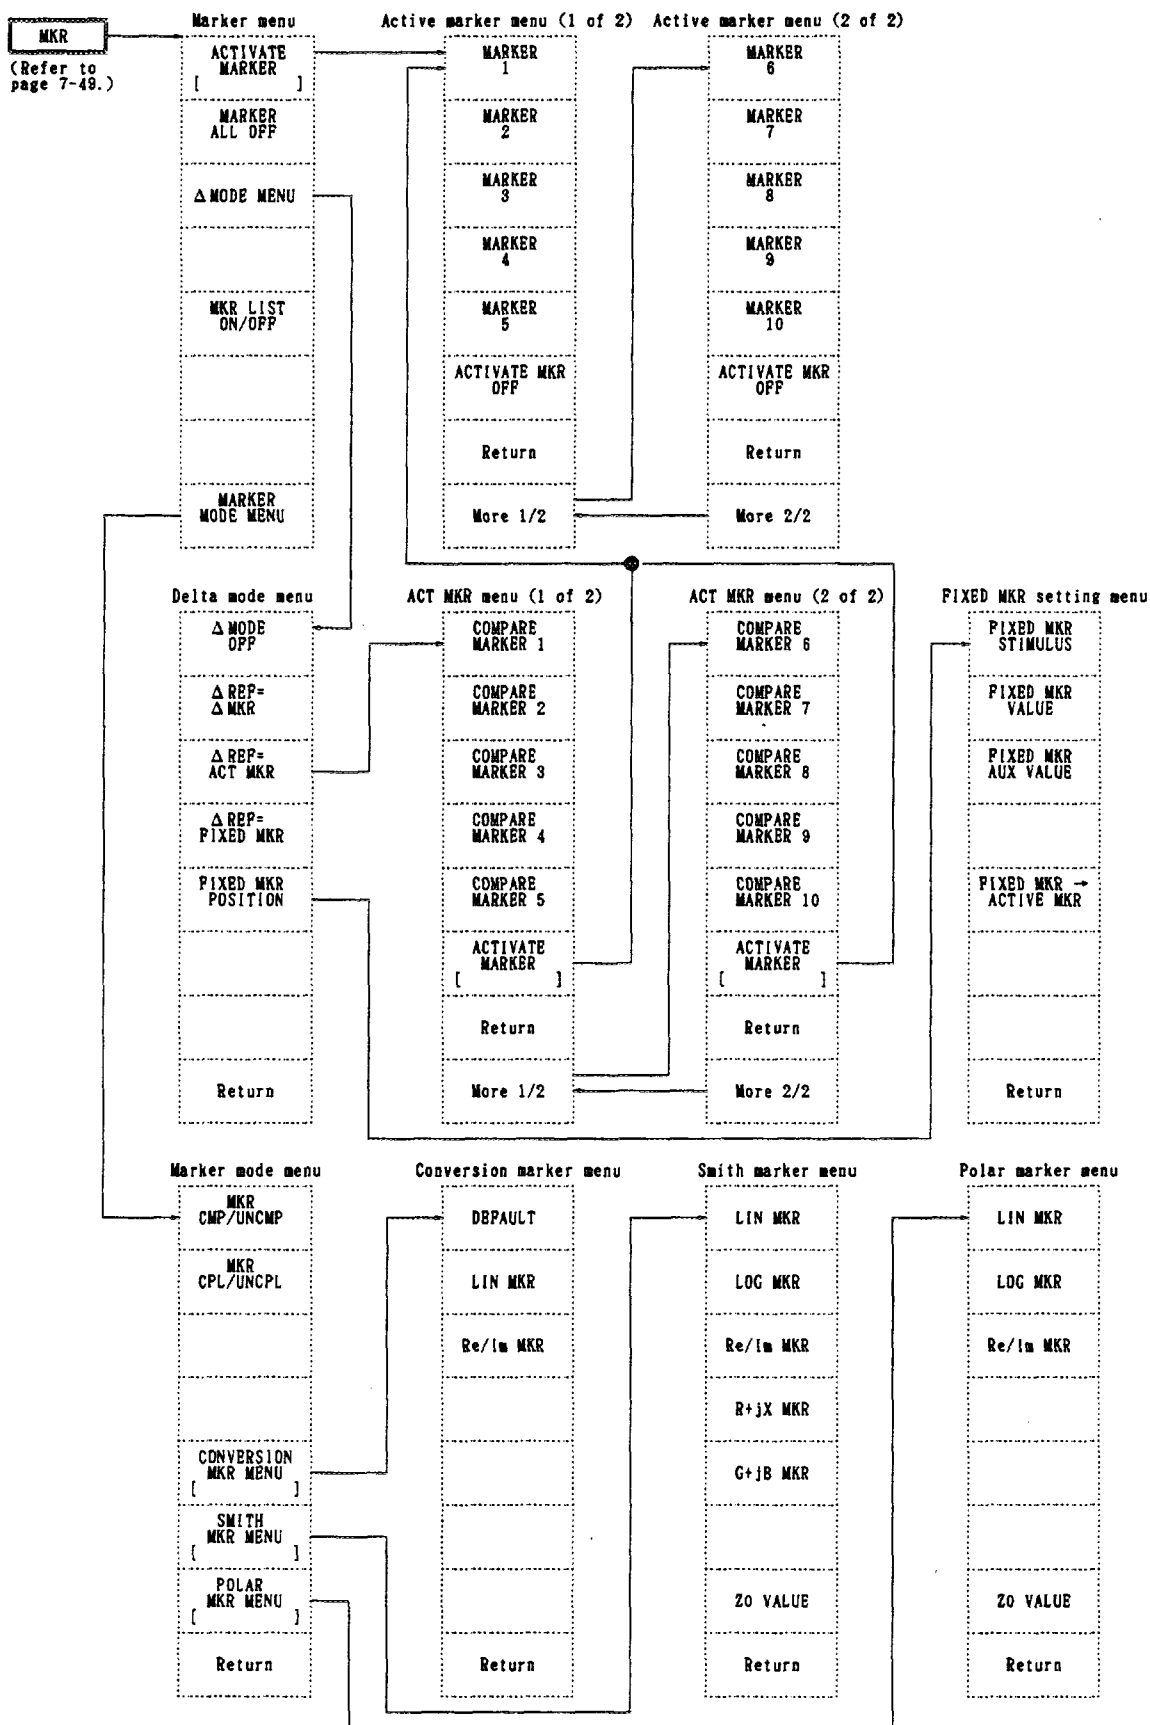 MKR
(Refer to
page 7-49.)
Marker menu
ACTIVATE
MARKER
[ ]
MARKER
ALL OFF
Δ MODE MENU
MKR LIST
ON/OFF
MARKER
MODE MENU
Active marker menu (1 of 2)
MARKER
1
MARKER
2
MARKER
3
MARKER
4
MARKER
5
ACTIVATE MKR
OFF
Return
More 1/2
Active marker menu (2 of 2)
MARKER
6
MARKER
7
MARKER
8
MARKER
9
MARKER
10
ACTIVATE MKR
OFF
Return
More 2/2
Delta mode menu
Δ MODE
OFF
Δ REF=
Δ MKR
Δ REF=
ACT MKR
Δ REF=
FIXED MKR
FIXED MKR
POSITION
Return
ACT MKR menu (1 of 2)
COMPARE
MARKER 1
COMPARE
MARKER 2
COMPARE
MARKER 3
COMPARE
MARKER 4
COMPARE
MARKER 5
ACTIVATE
MARKER
[ ]
Return
More 1/2
ACT MKR menu (2 of 2)
COMPARE
MARKER 6
COMPARE
MARKER 7
COMPARE
MARKER 8
COMPARE
MARKER 9
COMPARE
MARKER 10
ACTIVATE
MARKER
[ ]
Return
More 2/2
FIXED MKR setting menu
FIXED MKR
STIMULUS
FIXED MKR
VALUE
FIXED MKR
AUX VALUE
FIXED MKR →
ACTIVE MKR
Return
Marker mode menu
MKR
CMP/UNCMP
MKR
CPL/UNCPL
CONVERSION
MKR MENU
[ ]
SMITH
MKR MENU
[ ]
POLAR
MKR MENU
[ ]
Return
Conversion marker menu
DEFAULT
LIN MKR
Re/Im MKR
Return
Smith marker menu
LIN MKR
LOG MKR
Re/Im MKR
R+jX MKR
G+jB MKR
Z0 VALUE
Return
Polar marker menu
LIN MKR
LOG MKR
Re/Im MKR
Z0 VALUE
Return